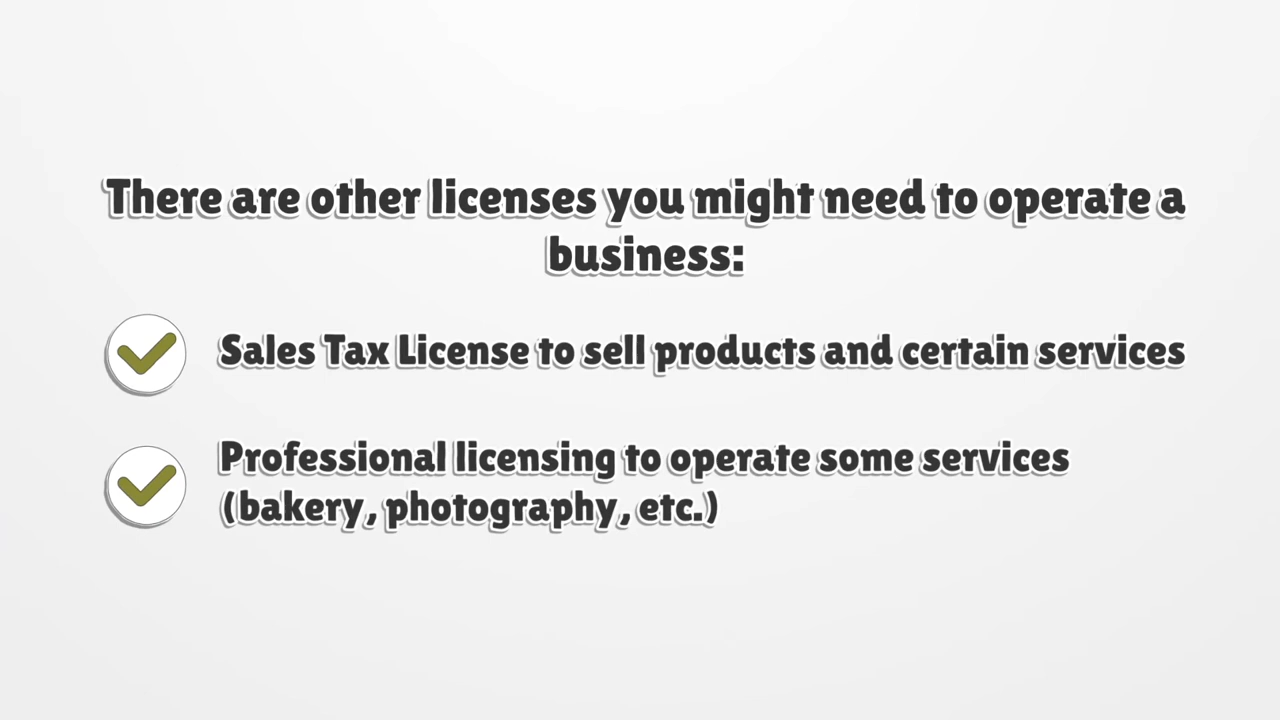 There are other licenses you might need to operate a
business:
Sales Tax License to sell products and certain services
Professional licensing to operate some services
(bakery, photography, etc.)